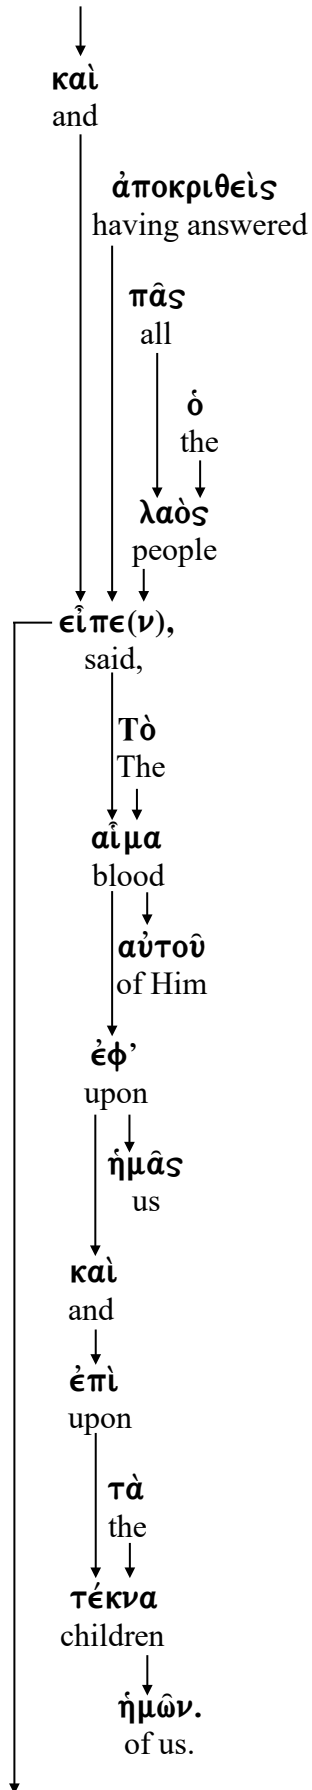 καὶ
and
ἀποκριθεὶς
having answered
πᾶς
all
ὁ
the
λαὸς
people
εἶπε(ν),
said,
Τὸ
The
αἷμα
blood
αὐτοῦ
of Him
ἐφ’
upon
ἡμᾶς
us
καὶ
and
ἐπὶ
upon
τὰ
the
τέκνα
children
ἡμῶν.
of us.